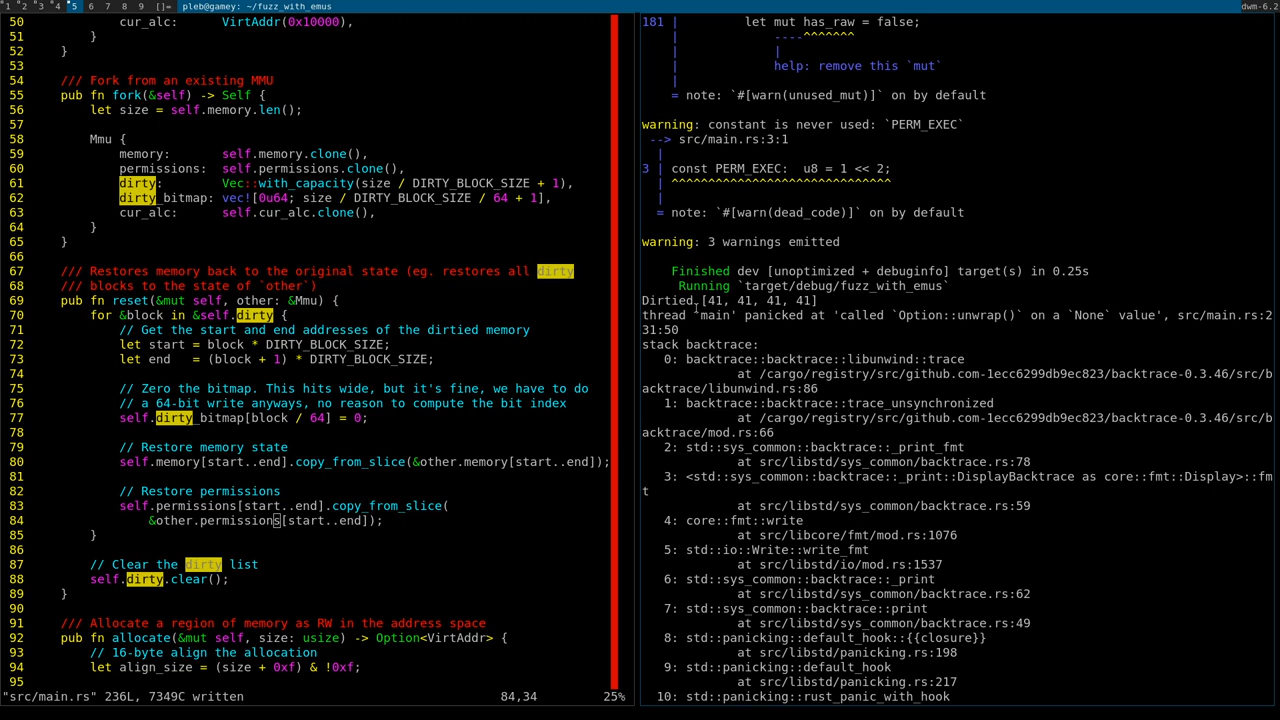 1 2 3 4 5 6 7 8 9 []= pleb@gamey: ~/fuzz_with_emus dwm-6.2
50 cur_alc: VirtAddr(0x10000)
51 }
52 }
53
54 /// Fork from an existing MMU
55 pub fn fork(&self) -> Self {
56 let size = self.memory.len();
57
58 Mmu {
59 memory: self.memory.clone(),
60 permissions: self.permissions.clone(),
61 dirty: Vec::with_capacity(size / DIRTY_BLOCK_SIZE + 1),
62 dirty_bitmap: vec![0u64; size / DIRTY_BLOCK_SIZE / 64 + 1],
63 cur_alc: self.cur_alc.clone(),
64 }
65 }
66
67 /// Restores memory back to the original state (eg. restores all dirty
68 /// blocks to the state of `other`)
69 pub fn reset(&mut self, other: &Mmu) {
70 for &block in &self.dirty {
71 // Get the start and end addresses of the dirtied memory
72 let start = block * DIRTY_BLOCK_SIZE;
73 let end = (block + 1) * DIRTY_BLOCK_SIZE;
74
75 // Zero the bitmap. This hits wide, but it's fine, we have to do
76 // a 64-bit write anyways, no reason to compute the bit index
77 self.dirty_bitmap[block / 64] = 0;
78
79 // Restore memory state
80 self.memory[start..end].copy_from_slice(&other.memory[start..end]);
81
82 // Restore permissions
83 self.permissions[start..end].copy_from_slice(
84 &other.permissions[start..end]);
85 }
86
87 // Clear the dirty list
88 self.dirty.clear();
89 }
90
91 /// Allocate a region of memory as RW in the address space
92 pub fn allocate(&mut self, size: usize) -> Option<VirtAddr> {
93 // 16-byte align the allocation
94 let align_size = (size + 0xf) & !0xf;
95
"src/main.rs" 236L, 7349C written 84,34 25%
181 | let mut has_raw = false;
| ----^^^^^^^
| |
| help: remove this `mut`
|
= note: `#[warn(unused_mut)]` on by default
warning: constant is never used: `PERM_EXEC`
--> src/main.rs:3:1
|
3 | const PERM_EXEC: u8 = 1 << 2;
| ^^^^^^^^^^^^^^^^^^^^^^^^^^^^^
|
= note: `#[warn(dead_code)]` on by default
warning: 3 warnings emitted
Finished dev [unoptimized + debuginfo] target(s) in 0.25s
Running `target/debug/fuzz_with_emus`
Dirtied [41, 41, 41, 41]
thread 'main' panicked at 'called `Option::unwrap()` on a `None` value', src/main.rs:2
31:50
stack backtrace:
0: backtrace::backtrace::libunwind::trace
at /cargo/registry/src/github.com-1ecc6299db9ec823/backtrace-0.3.46/src/b
acktrace/libunwind.rs:86
1: backtrace::backtrace::trace_unsynchronized
at /cargo/registry/src/github.com-1ecc6299db9ec823/backtrace-0.3.46/src/b
acktrace/mod.rs:66
2: std::sys_common::backtrace::_print_fmt
at src/libstd/sys_common/backtrace.rs:78
3: <std::sys_common::backtrace::_print::DisplayBacktrace as core::fmt::Display>::fm
t
at src/libstd/sys_common/backtrace.rs:59
4: core::fmt::write
at src/libcore/fmt/mod.rs:1076
5: std::io::Write::write_fmt
at src/libstd/io/mod.rs:1537
6: std::sys_common::backtrace::_print
at src/libstd/sys_common/backtrace.rs:62
7: std::sys_common::backtrace::print
at src/libstd/sys_common/backtrace.rs:49
8: std::panicking::default_hook::{{closure}}
at src/libstd/panicking.rs:198
9: std::panicking::default_hook
at src/libstd/panicking.rs:217
10: std::panicking::rust_panic_with_hook